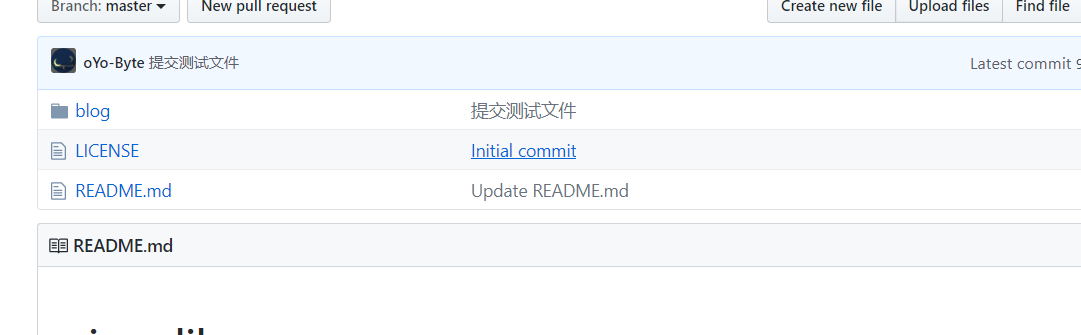 Branch: master New pull request Create new file Upload files Find file
oYo-Byte 提交测试文件 Latest commit
blog 提交测试文件
LICENSE Initial commit
README.md Update README.md
README.md